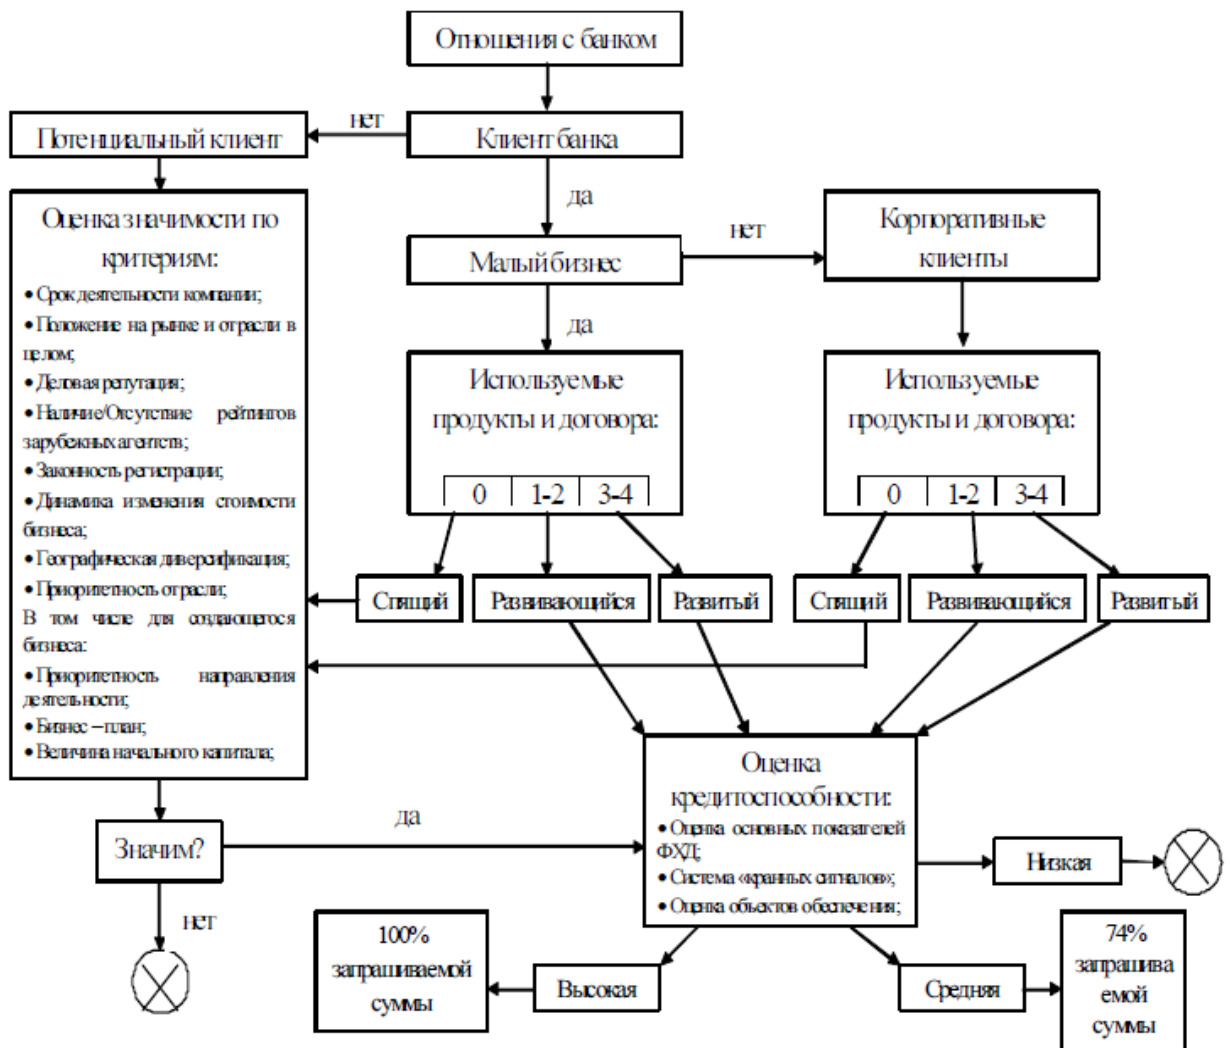 Отношения с банком
Потенциальный клиент
нет
Клиент банка
да
Оценка значимости по
критериям:
• Срок деятельности компании;
• Положение на рынке и отрасли в
целом;
• Деловая репутация;
• Наличие/Отсутствие рейтингов
зарубежных агентств;
• Законность регистрации;
• Динамика изменения стоимости
бизнеса;
• Географическая диверсификация;
• Приоритетность отрасли;
В том числе для создающегося
бизнеса:
• Приоритетность направления
деятельности;
• Бизнес – план;
• Величина начального капитала;
Малый бизнес
нет
Корпоративные
клиенты
да
Используемые
продукты и договора:
0 1-2 3-4
Используемые
продукты и договора:
0 1-2 3-4
Спящий
Развивающийся
Развитый
Спящий
Развивающийся
Развитый
Значим?
да
нет
Оценка
кредитоспособности:
• Оценка основных показателей
ФХД;
• Система «кранных сигналов»;
• Оценка объектов обеспечения;
Низкая
100%
запрашиваемой
суммы
Высокая
Средняя
74%
запрашива
емой
суммы